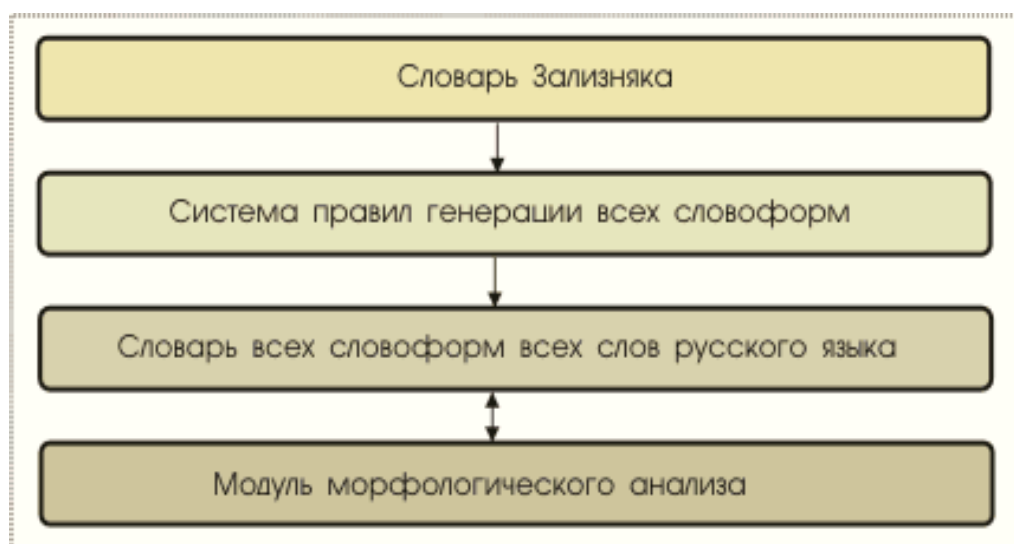 Словарь Зализняка
Система правил генерации всех словоформ
Словарь всех словоформ всех слов русского языка
Модуль морфологического анализа